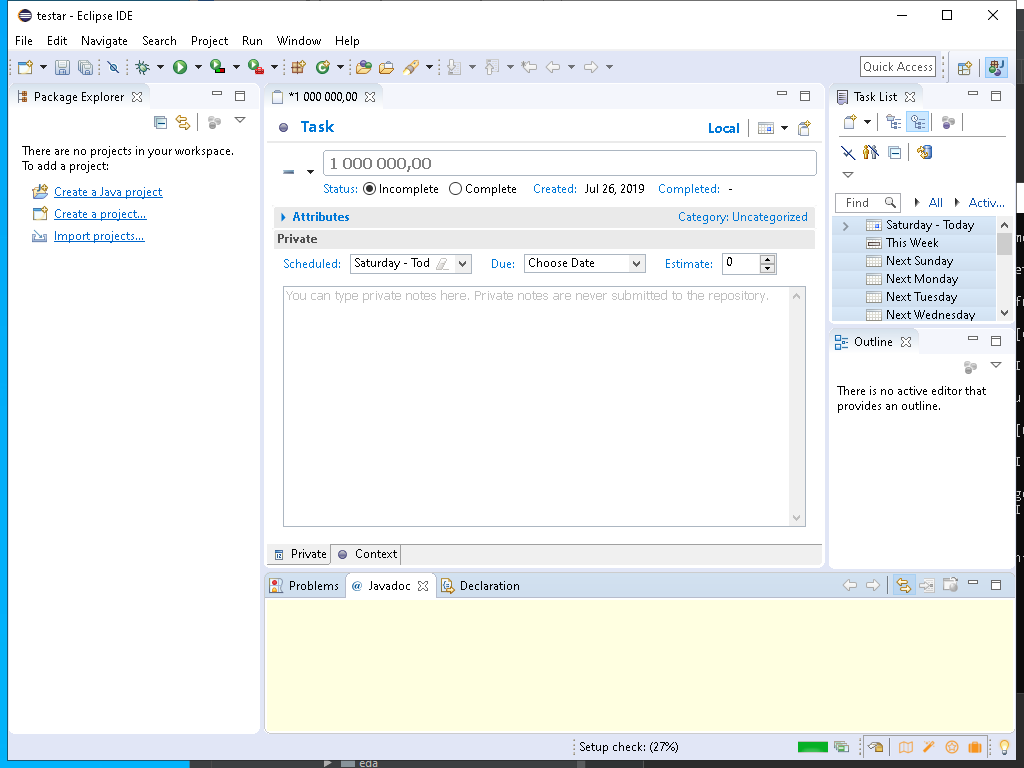 testar - Eclipse IDE
File Edit Navigate Search Project Run Window Help
Quick Access
Package Explorer
There are no projects in your workspace.
To add a project:
Create a Java project
Create a project...
Import projects...
*1 000 000,00
Task
Local
1 000 000,00
Status: Incomplete Complete Created: Jul 26, 2019 Completed: -
Attributes
Category: Uncategorized
Private
Scheduled: Saturday - Tod Due: Choose Date Estimate: 0
You can type private notes here. Private notes are never submitted to the repository.
Private Context
Task List
Find All Activ...
Saturday - Today
This Week
Next Sunday
Next Monday
Next Tuesday
Next Wednesday
Outline
There is no active editor that
provides an outline.
Problems @ Javadoc Declaration
Setup check: (27%)
eda